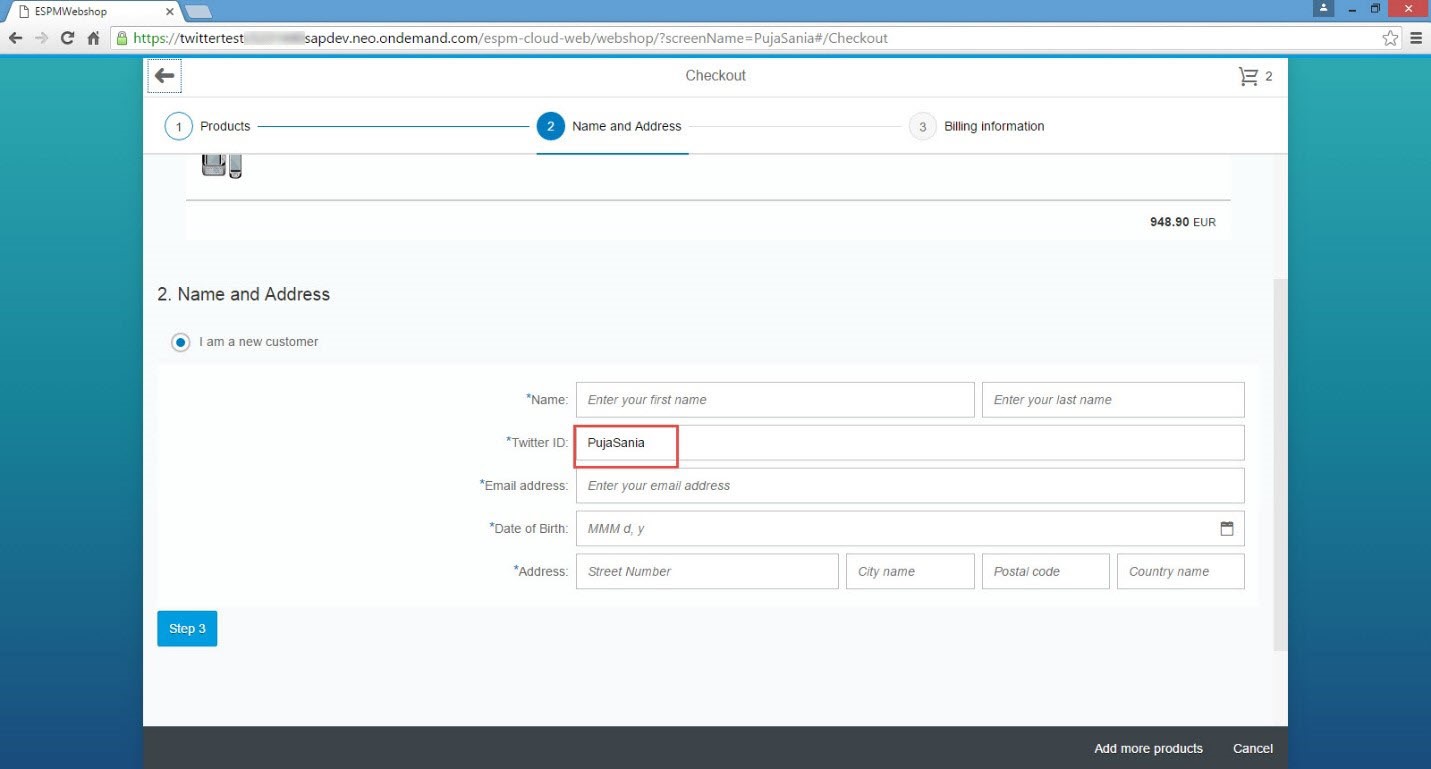 ESPMWebshop
https://twittertest sapdev.neo.ondemand.com/espm-cloud-web/webshop/?screenName=PujaSania#/Checkout
Checkout
2
1 Products 2 Name and Address 3 Billing information
948.90 EUR
2. Name and Address
I am a new customer
*Name: Enter your first name Enter your last name
*Twitter ID: PujaSania
*Email address: Enter your email address
*Date of Birth: MMM d, y
*Address: Street Number City name Postal code Country name
Step 3
Add more products Cancel